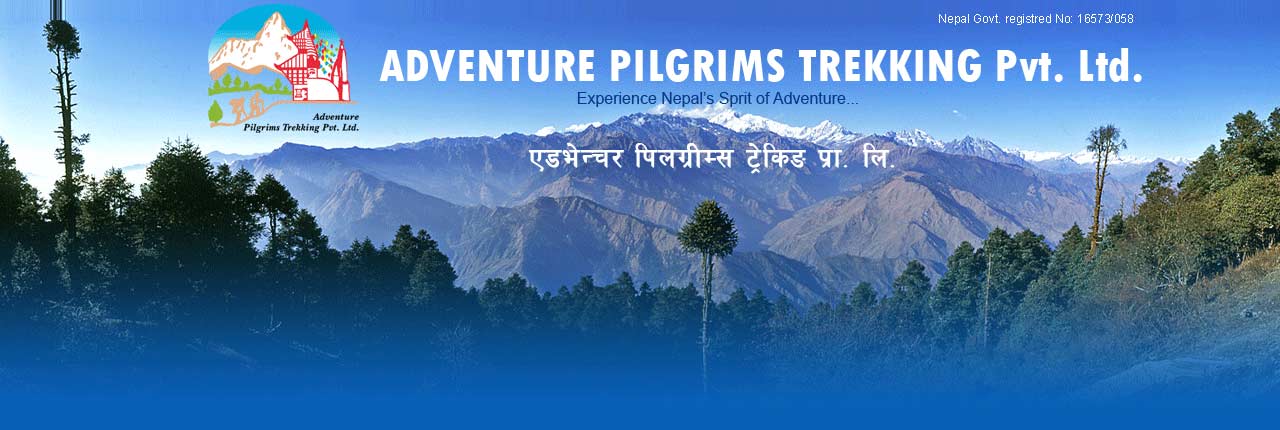 Nepal Govt. registred No: 16573/058
ADVENTURE PILGRIMS TREKKING Pvt. Ltd.
Experience Nepal's Sprit of Adventure...
Adventure
Pilgrims Trekking Pvt. Ltd.
एडभेन्चर पिलग्रीम्स ट्रेकिङ प्रा. लि.